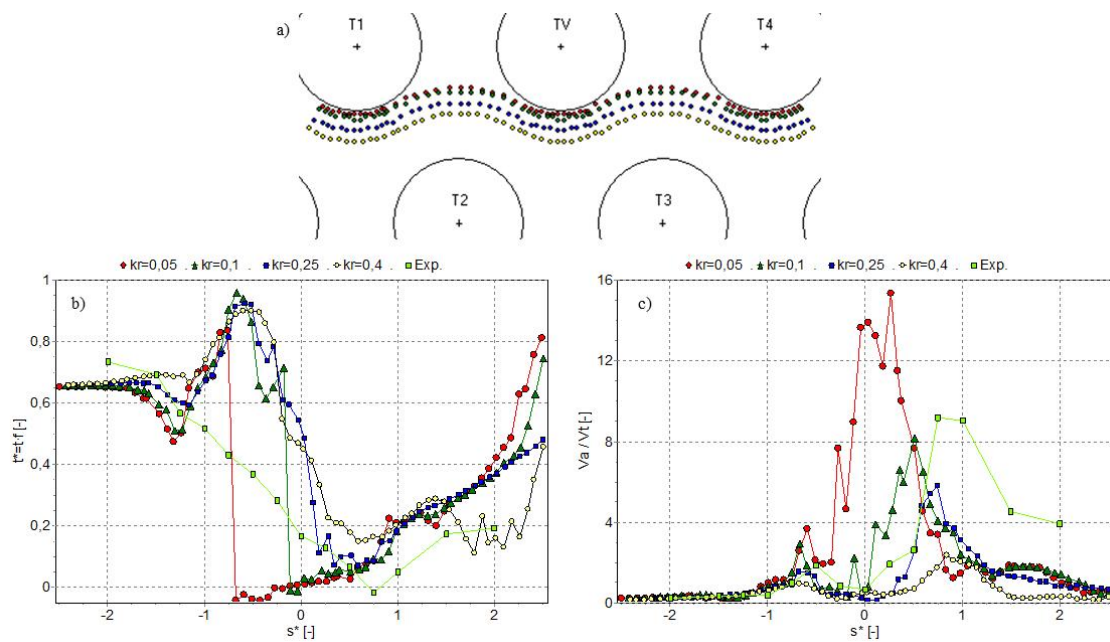 a)
T1 TV T4
T2 T3
kr=0,05 kr=0,1 kr=0,25 kr=0,4 Exp.
b)
1
0,8
0,6
0,4
0,2
0
t*=t·f [-]
-2 -1 0 1 2
s* [-]
kr=0,05 kr=0,1 kr=0,25 kr=0,4 Exp.
c)
16
12
8
4
0
Va / Vt [-]
-2 -1 0 1 2
s* [-]